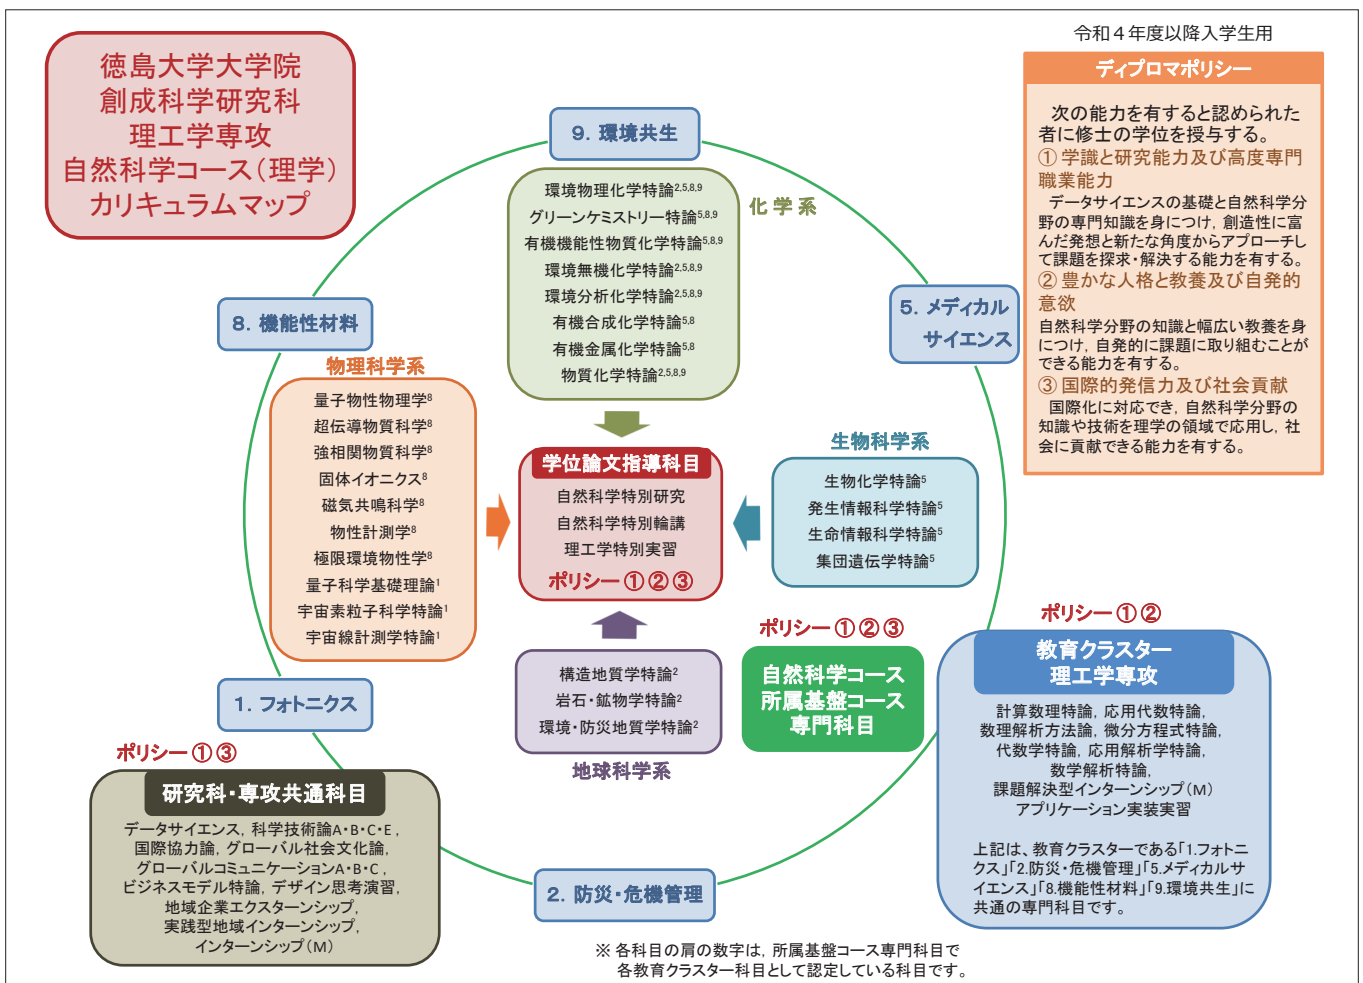 令和４年度以降入学生用
徳島大学大学院
創成科学研究科
理工学専攻
自然科学コース（理学）
カリキュラムマップ
ディプロマポリシー
次の能力を有すると認められた
者に修士の学位を授与する。
① 学識と研究能力及び高度専門
職業能力
データサイエンスの基礎と自然科学分
野の専門知識を身につけ，創造性に富
んだ発想と新たな角度からアプローチし
て課題を探求・解決する能力を有する。
② 豊かな人格と教養及び自発的
意欲
自然科学分野の知識と幅広い教養を身
につけ，自発的に課題に取り組むことが
できる能力を有する。
③ 国際的発信力及び社会貢献
国際化に対応でき，自然科学分野の
知識や技術を理学の領域で応用し，社
会に貢献できる能力を有する。
9．環境共生
化学系
環境物理化学特論2,5,8,9
グリーンケミストリー特論5,8,9
有機機能性物質化学特論5,8,9
環境無機化学特論2,5,8,9
環境分析化学特論2,5,8,9
有機合成化学特論5,8
有機金属化学特論5,8
物質化学特論2,5,8,9
8．機能性材料
5．メディカル
サイエンス
物理科学系
量子物性物理学8
超伝導物質科学8
強相関物質科学8
固体イオニクス8
磁気共鳴科学8
物性計測学8
極限環境物性学8
量子科学基礎理論1
宇宙素粒子科学特論1
宇宙線計測学特論1
学位論文指導科目
自然科学特別研究
自然科学特別輪講
理工学特別実習
ポリシー①②③
生物科学系
生物化学特論5
発生情報科学特論5
生命情報科学特論5
集団遺伝学特論5
構造地質学特論2
岩石・鉱物学特論2
環境・防災地質学特論2
地球科学系
ポリシー①②③
自然科学コース
所属基盤コース
専門科目
ポリシー①②
教育クラスター
理工学専攻
計算数理特論，応用代数特論，
数理解析方法論，微分方程式特論，
代数学特論，応用解析学特論，
数学解析特論，
課題解決型インターンシップ（M）
アプリケーション実装実習
上記は、教育クラスターである「1.フォトニ
クス」「2.防災・危機管理」「5.メディカルサ
イエンス」「8.機能性材料」「9.環境共生」に
共通の専門科目です。
1．フォトニクス
ポリシー①③
研究科・専攻共通科目
データサイエンス，科学技術論A・B・C・E，
国際協力論，グローバル社会文化論，
グローバルコミュニケーションA・B・C，
ビジネスモデル特論，デザイン思考演習，
地域企業エクスターンシップ，
実践型地域インターンシップ，
インターンシップ（M）
2．防災・危機管理
※ 各科目の肩の数字は，所属基盤コース専門科目で
各教育クラスター科目として認定している科目です。